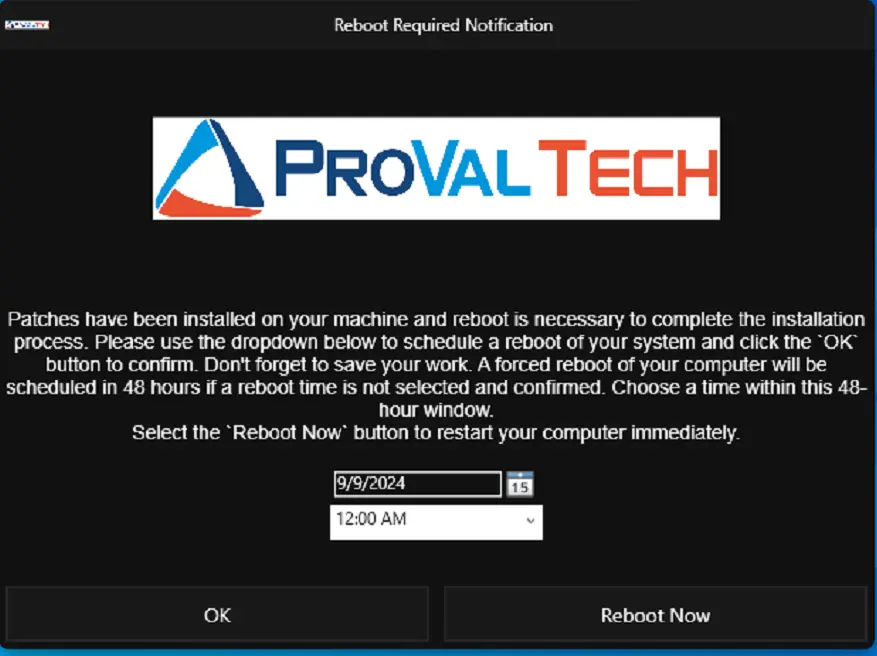 Reboot Required Notification
PROVAL TECH
Patches have been installed on your machine and reboot is necessary to complete the installation
process. Please use the dropdown below to schedule a reboot of your system and click the `OK`
button to confirm. Don't forget to save your work. A forced reboot of your computer will be
scheduled in 48 hours if a reboot time is not selected and confirmed. Choose a time within this 48-
hour window.
Select the `Reboot Now` button to restart your computer immediately.
9/9/2024
15
12:00 AM
OK
Reboot Now